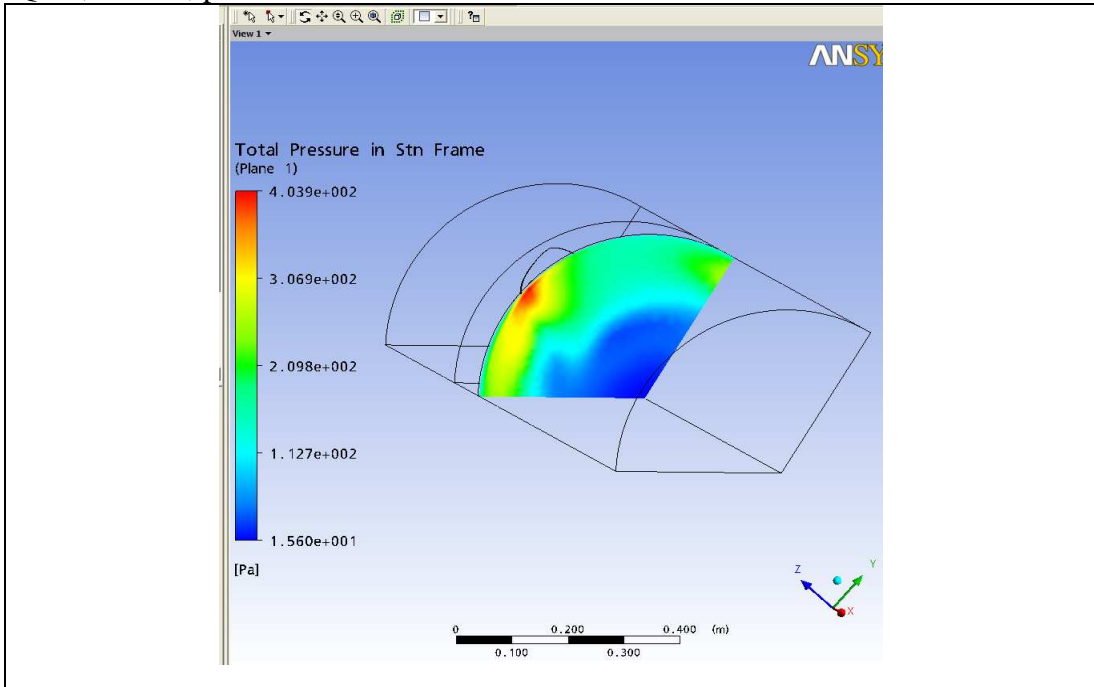 View 1
ANSY
Total Pressure in Stn Frame
(Plane 1)
4.039e+002
3.069e+002
2.098e+002
1.127e+002
1.560e+001
[Pa]
Z
Y
X
0 0.200 0.400 (m)
0.100 0.300